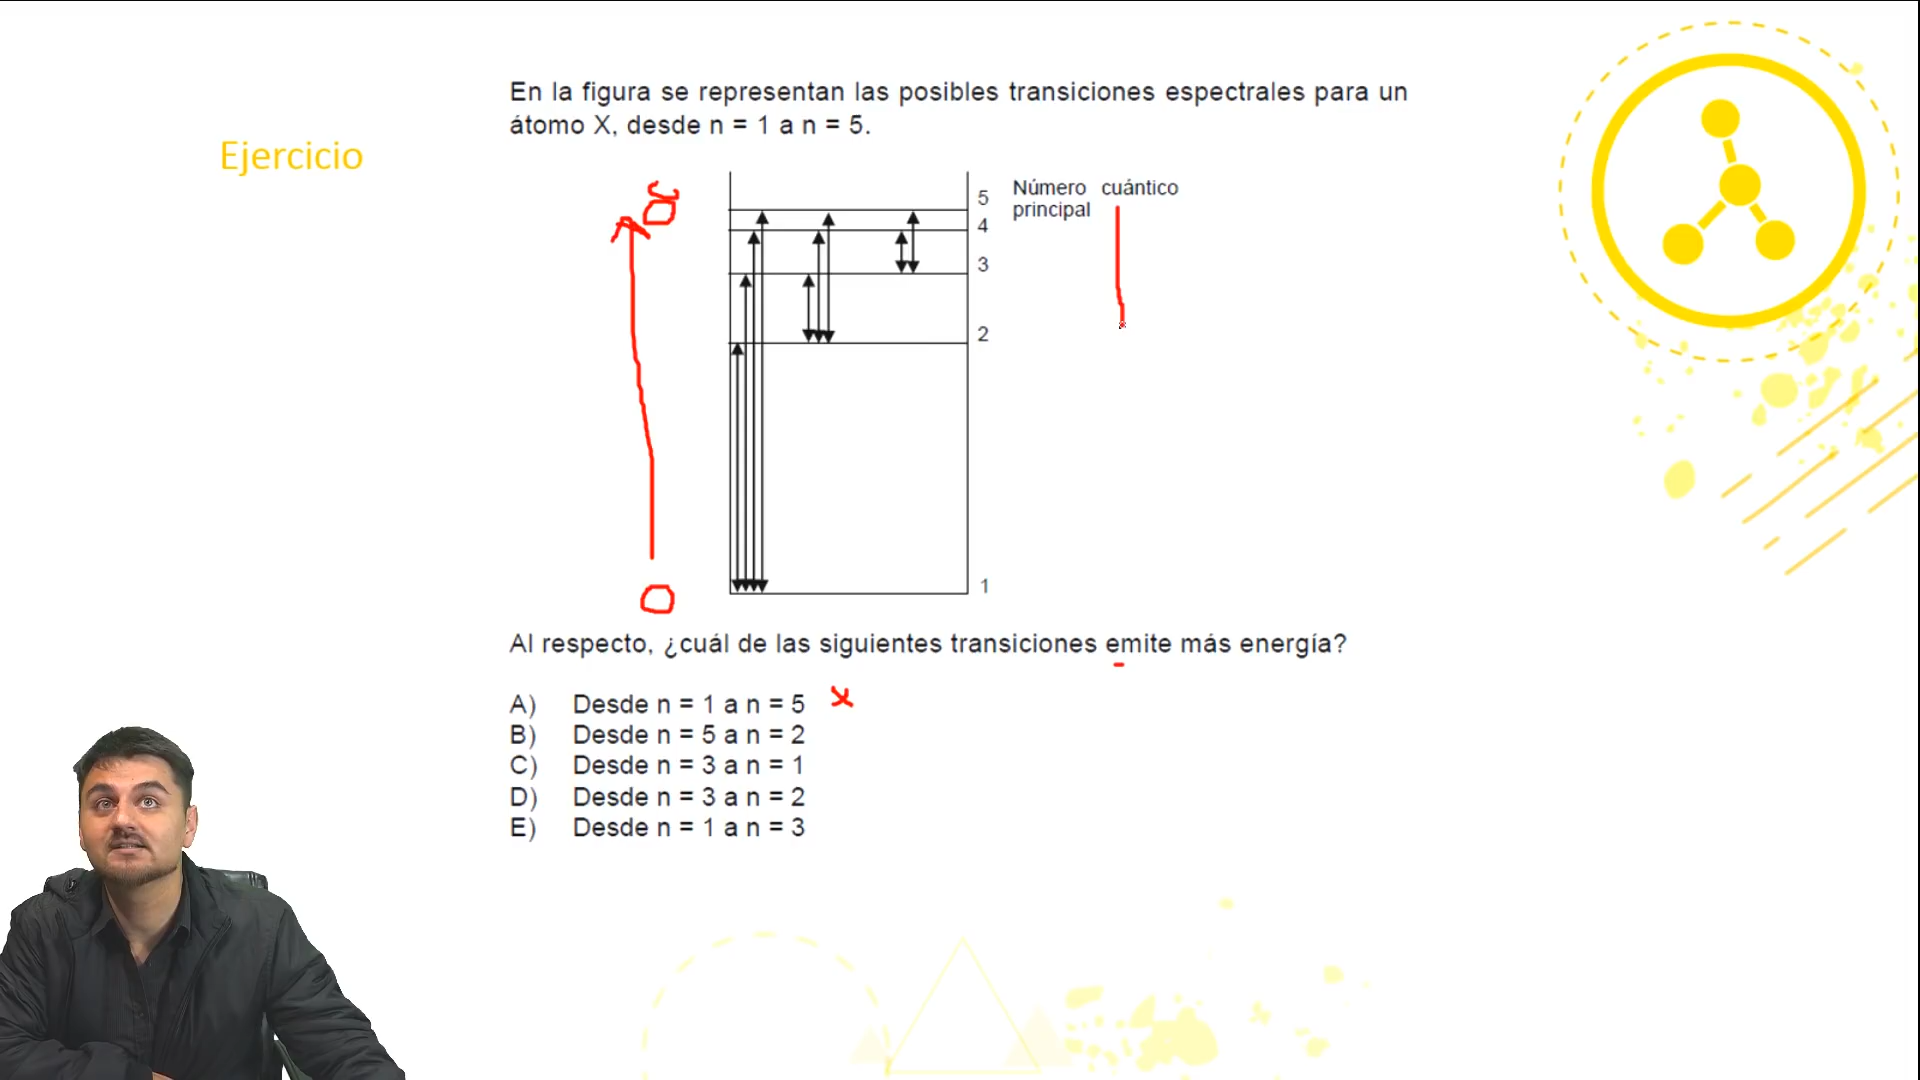 En la figura se representan las posibles transiciones espectrales para un
átomo X, desde n = 1 a n = 5.
Ejercicio
5
4
3
2
1
Número cuántico
principal
Al respecto, ¿cuál de las siguientes transiciones emite más energía?
A) Desde n = 1 a n = 5 x
B) Desde n = 5 a n = 2
C) Desde n = 3 a n = 1
D) Desde n = 3 a n = 2
E) Desde n = 1 a n = 3